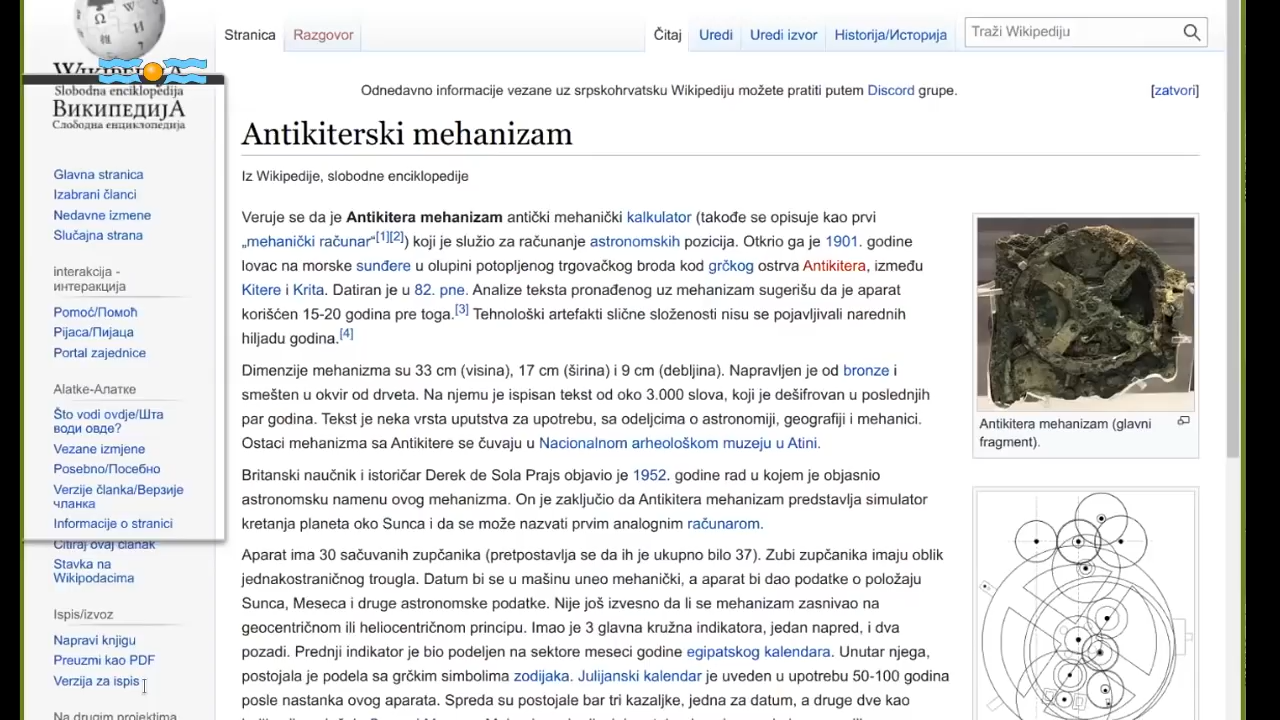 WIKIPEDIJA
Slobodna enciklopedija
ВИКИПЕДИЈА
Слободна енциклопедија
Glavna stranica
Izabrani članci
Nedavne izmene
Slučajna strana
interakcija -
интеракција
Pomoć/Помоћ
Pijaca/Пијаца
Portal zajednice
Alatke-Алатке
Što vodi ovdje/Шта
води овде?
Vezane izmjene
Posebno/Посебно
Verzije članka/Верзије
чланка
Informacije o stranici
Citiraj ovaj članak
Stavka na
Wikipodacima
Ispis/izvoz
Napravi knjigu
Preuzmi kao PDF
Verzija za ispis
Na drugim projektima
Stranica Razgovor Čitaj Uredi Uredi izvor Historija/Историја Traži Wikipediju
Odnedavno informacije vezane uz srpskohrvatsku Wikipediju možete pratiti putem Discord grupe. [zatvori]
Antikiterski mehanizam
Iz Wikipedije, slobodne enciklopedije
Veruje se da je Antikitera mehanizam antički mehanički kalkulator (takođe se opisuje kao prvi
„mehanički računar“[1][2]) koji je služio za računanje astronomskih pozicija. Otkrio ga je 1901. godine
lovac na morske sunđere u olupini potopljenog trgovačkog broda kod grčkog ostrva Antikitera, između
Kitere i Krita. Datiran je u 82. pne. Analize teksta pronađenog uz mehanizam sugerišu da je aparat
korišćen 15-20 godina pre toga.[3] Tehnološki artefakti slične složenosti nisu se pojavljivali narednih
hiljadu godina.[4]
Dimenzije mehanizma su 33 cm (visina), 17 cm (širina) i 9 cm (debljina). Napravljen je od bronze i
smešten u okvir od drveta. Na njemu je ispisan tekst od oko 3.000 slova, koji je dešifrovan u poslednjih
par godina. Tekst je neka vrsta uputstva za upotrebu, sa odeljcima o astronomiji, geografiji i mehanici.
Ostaci mehanizma sa Antikitere se čuvaju u Nacionalnom arheološkom muzeju u Atini.
Britanski naučnik i istoričar Derek de Sola Prajs objavio je 1952. godine rad u kojem je objasnio
astronomsku namenu ovog mehanizma. On je zaključio da Antikitera mehanizam predstavlja simulator
kretanja planeta oko Sunca i da se može nazvati prvim analognim računarom.
Aparat ima 30 sačuvanih zupčanika (pretpostavlja se da ih je ukupno bilo 37). Zubi zupčanika imaju oblik
jednakostraničnog trougla. Datum bi se u mašinu uneo mehanički, a aparat bi dao podatke o položaju
Sunca, Meseca i druge astronomske podatke. Nije još izvesno da li se mehanizam zasnivao na
geocentričnom ili heliocentričnom principu. Imao je 3 glavna kružna indikatora, jedan napred, i dva
pozadi. Prednji indikator je bio podeljen na sektore meseci godine egipatskog kalendara. Unutar njega,
postojala je podela sa grčkim simbolima zodijaka. Julijanski kalendar je uveden u upotrebu 50-100 godina
posle nastanka ovog aparata. Spreda su postojale bar tri kazaljke, jedna za datum, a druge dve kao
Antikitera mehanizam (glavni
fragment).